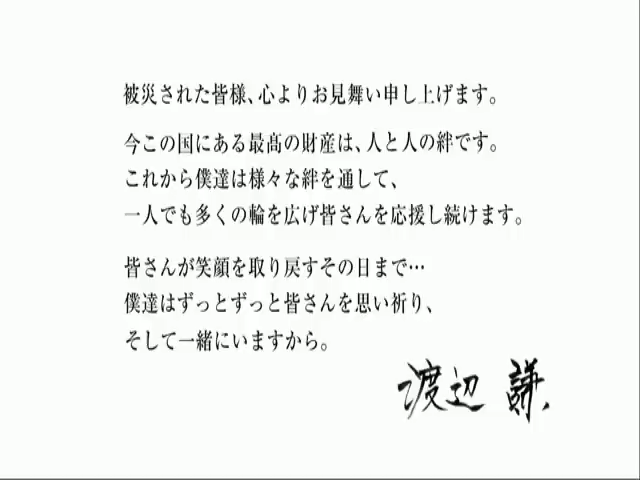 被災された皆様、心よりお見舞い申し上げます。
今この国にある最高の財産は、人と人の絆です。
これから僕達は様々な絆を通して、
一人でも多くの輪を広げ皆さんを応援し続けます。
皆さんが笑顔を取り戻すその日まで…
僕達はずっとずっと皆さんを思い祈り、
そして一緒にいますから。
渡辺 謙